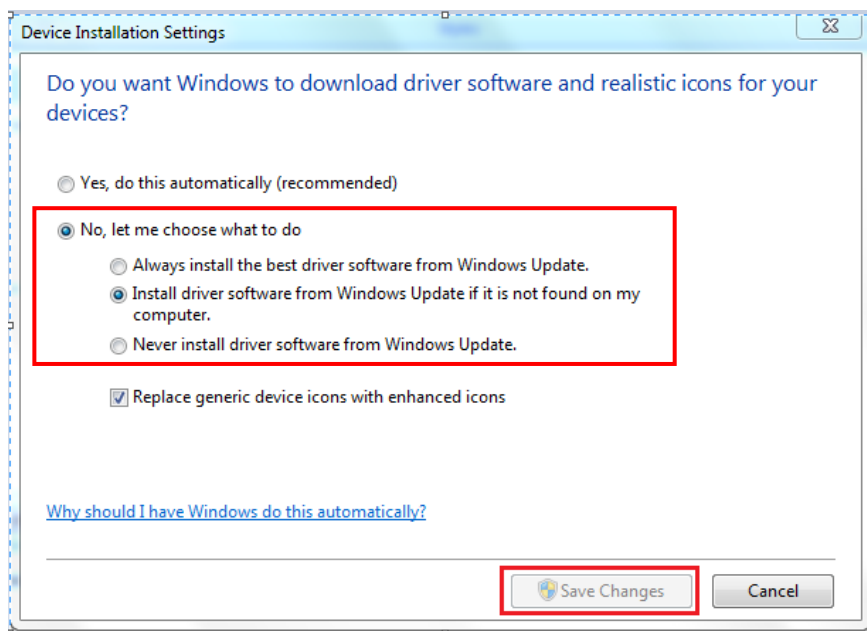 Device Installation Settings
Do you want Windows to download driver software and realistic icons for your
devices?
Yes, do this automatically (recommended)
No, let me choose what to do
Always install the best driver software from Windows Update.
Install driver software from Windows Update if it is not found on my
computer.
Never install driver software from Windows Update.
Replace generic device icons with enhanced icons
Why should I have Windows do this automatically?
Save Changes
Cancel